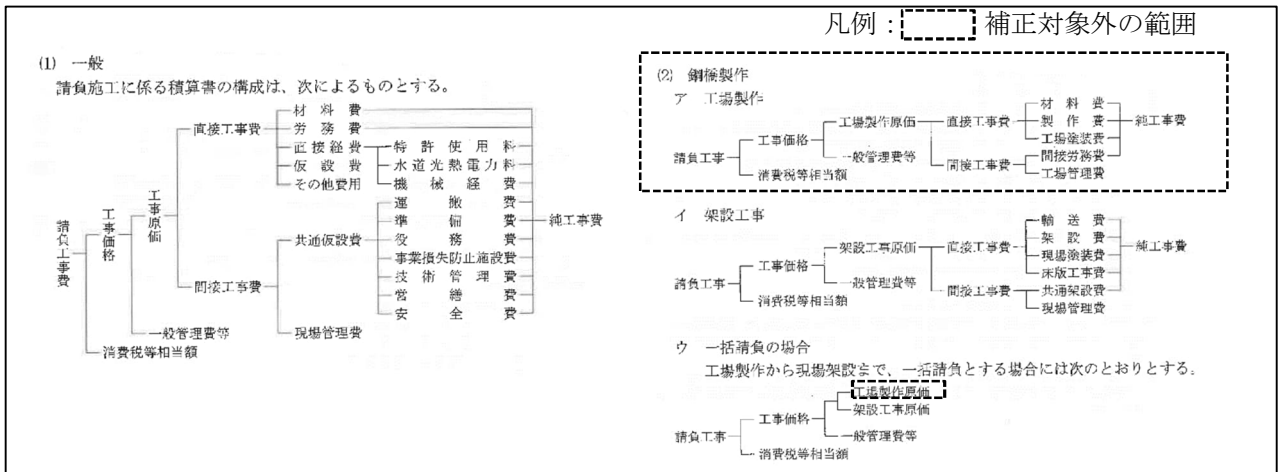 凡例： 補正対象外の範囲
(1) 一般
請負施工に係る積算書の構成は、次によるものとする。
請負工事費
工事価格
消費税等相当額
工事原価
一般管理費等
直接工事費
間接工事費
材料費
労務費
直接経費
仮設費
その他費用
特許使用料
水道光熱電力料
機械経費
共通仮設費
現場管理費
運搬費
準備費
役務費
事業損失防止施設費
技術管理費
営繕費
安全費
純工事費
(2) 鋼橋製作
ア 工場製作
請負工事
工事価格
消費税等相当額
工場製作原価
一般管理費等
直接工事費
間接工事費
材料費
製作費
工場塗装費
間接労務費
工場管理費
純工事費
イ 架設工事
請負工事
工事価格
消費税等相当額
架設工事原価
一般管理費等
直接工事費
間接工事費
輸送費
架設費
現場塗装費
床版工事費
共通架設費
現場管理費
純工事費
ウ 一括請負の場合
工場製作から現場架設まで、一括請負とする場合には次のとおりとする。
請負工事
工事価格
消費税等相当額
工場製作原価
架設工事原価
一般管理費等